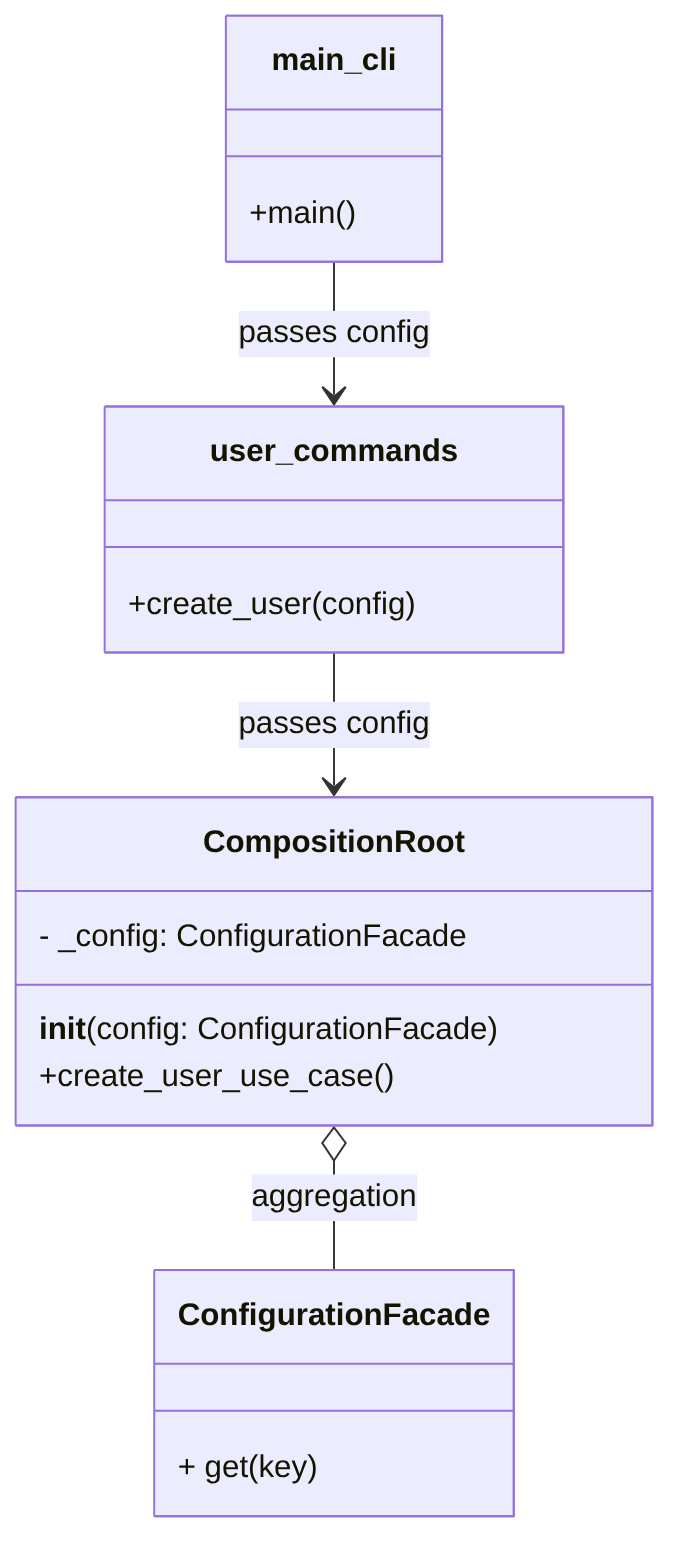 main_cli
+main()
passes config
user_commands
+create_user(config)
passes config
CompositionRoot
- _config: ConfigurationFacade
init(config: ConfigurationFacade)
+create_user_use_case()
aggregation
ConfigurationFacade
+ get(key)